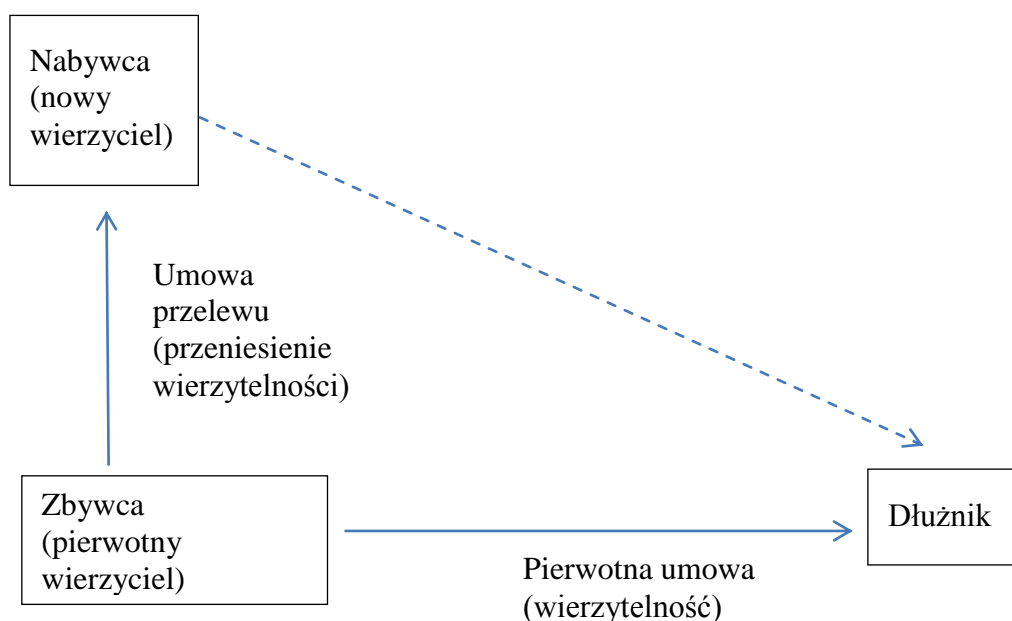 Nabywca
(nowy
wierzyciel)
Umowa
przelewu
(przeniesienie
wierzytelności)
Zbywca
(pierwotny
wierzyciel)
Pierwotna umowa
(wierzytelność)
Dłużnik